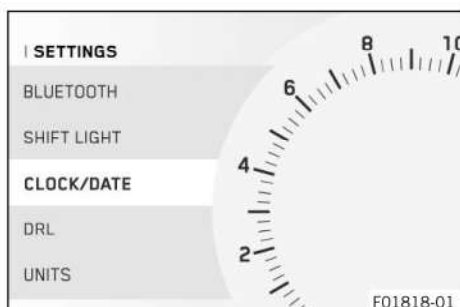 SETTINGS
BLUETOOTH
SHIFT LIGHT
CLOCK/DATE
DRL
UNITS
2
4
6
8
10
F01818-01